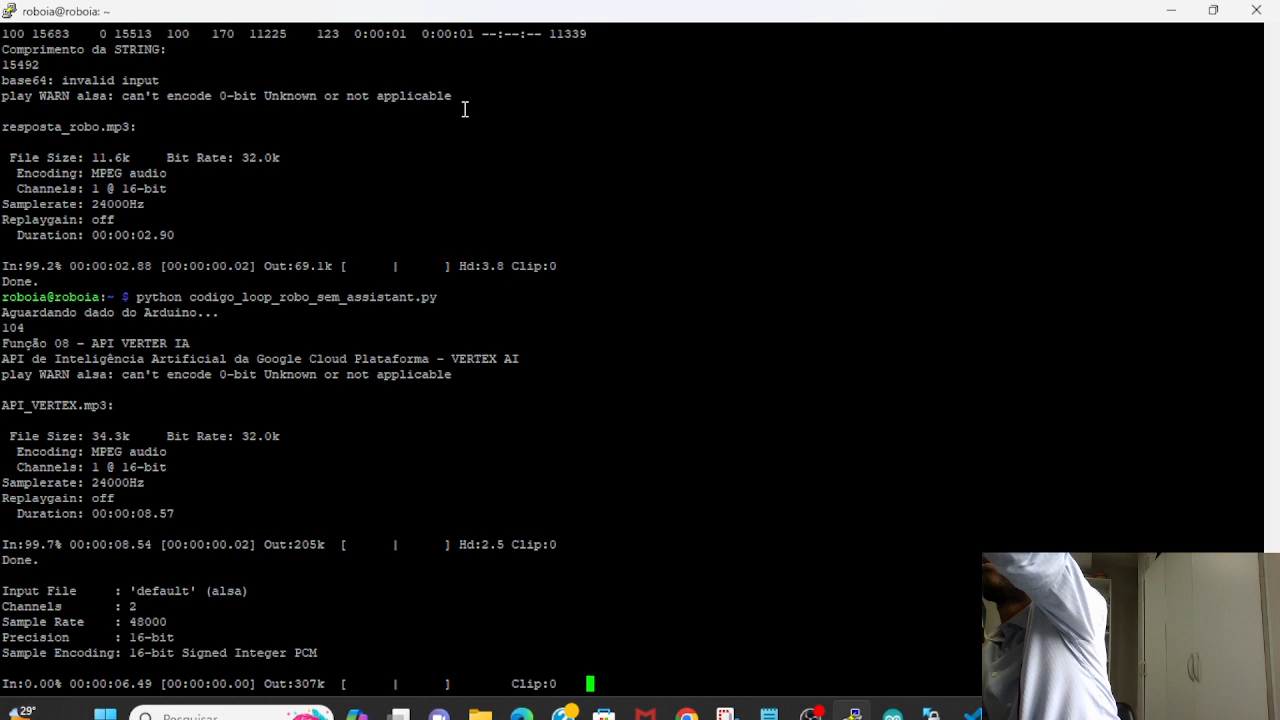 roboia@roboia: ~
100 15683    0 15513  100   170  11225    123  0:00:01  0:00:01 --:--:-- 11339
Comprimento da STRING:
15492
base64: invalid input
play WARN alsa: can't encode 0-bit Unknown or not applicable
resposta_robo.mp3:
File Size: 11.6k     Bit Rate: 32.0k
Encoding: MPEG audio
Channels: 1 @ 16-bit
Samplerate: 24000Hz
Replaygain: off
Duration: 00:00:02.90
In:99.2% 00:00:02.88 [00:00:00.02] Out:69.1k [      |      ] Hd:3.8 Clip:0
Done.
roboia@roboia:~ $ python codigo_loop_robo_sem_assistant.py
Aguardando dado do Arduino...
104
Função 08 - API VERTER IA
API de Inteligência Artificial da Google Cloud Plataforma - VERTEX AI
play WARN alsa: can't encode 0-bit Unknown or not applicable
API_VERTEX.mp3:
File Size: 34.3k     Bit Rate: 32.0k
Encoding: MPEG audio
Channels: 1 @ 16-bit
Samplerate: 24000Hz
Replaygain: off
Duration: 00:00:08.57
In:99.7% 00:00:08.54 [00:00:00.02] Out:205k  [      |      ] Hd:2.5 Clip:0
Done.
Input File     : 'default' (alsa)
Channels       : 2
Sample Rate    : 48000
Precision      : 16-bit
Sample Encoding: 16-bit Signed Integer PCM
In:0.00% 00:00:06.49 [00:00:00.00] Out:307k  [      |      ]        Clip:0
29°
Pesquisar